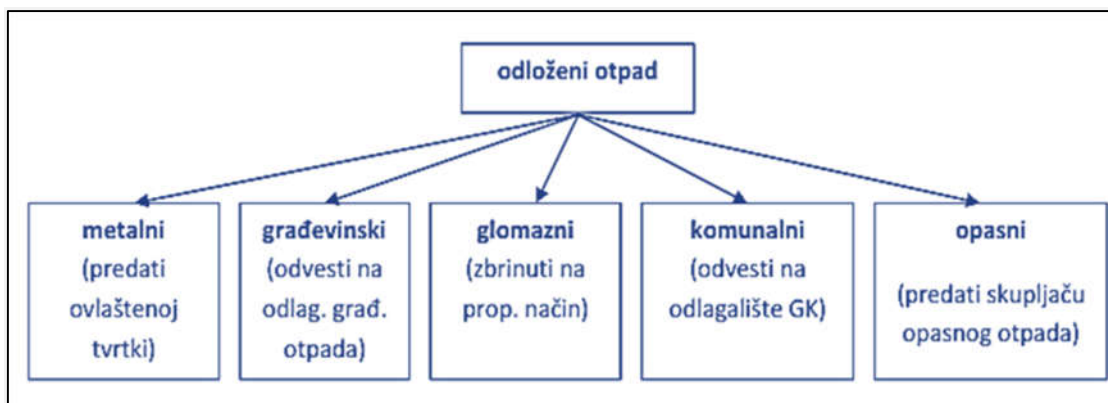 odloženi otpad
metalni
(predati
ovlaštenoj
tvrtki)
građevinski
(odvesti na
odlag. građ.
otpada)
glomazni
(zbrinuti na
prop. način)
komunalni
(odvesti na
odlagalište GK)
opasni
(predati skupljaču
opasnog otpada)